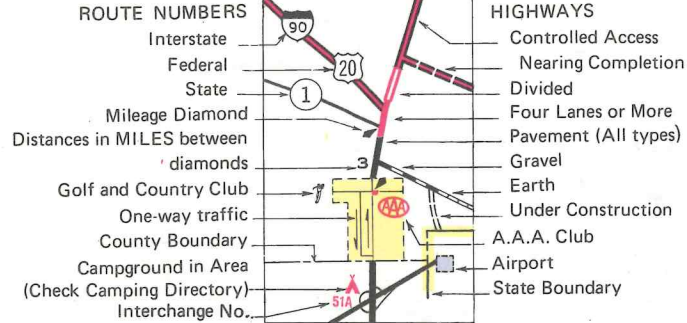 ROUTE NUMBERS
Interstate
Federal
State
Mileage Diamond
Distances in MILES between
diamonds
Golf and Country Club
One-way traffic
County Boundary
Campground in Area
(Check Camping Directory)
Interchange No.
90
20
1
3
AAA
51A
HIGHWAYS
Controlled Access
Nearing Completion
Divided
Four Lanes or More
Pavement (All types)
Gravel
Earth
Under Construction
A.A.A. Club
Airport
State Boundary